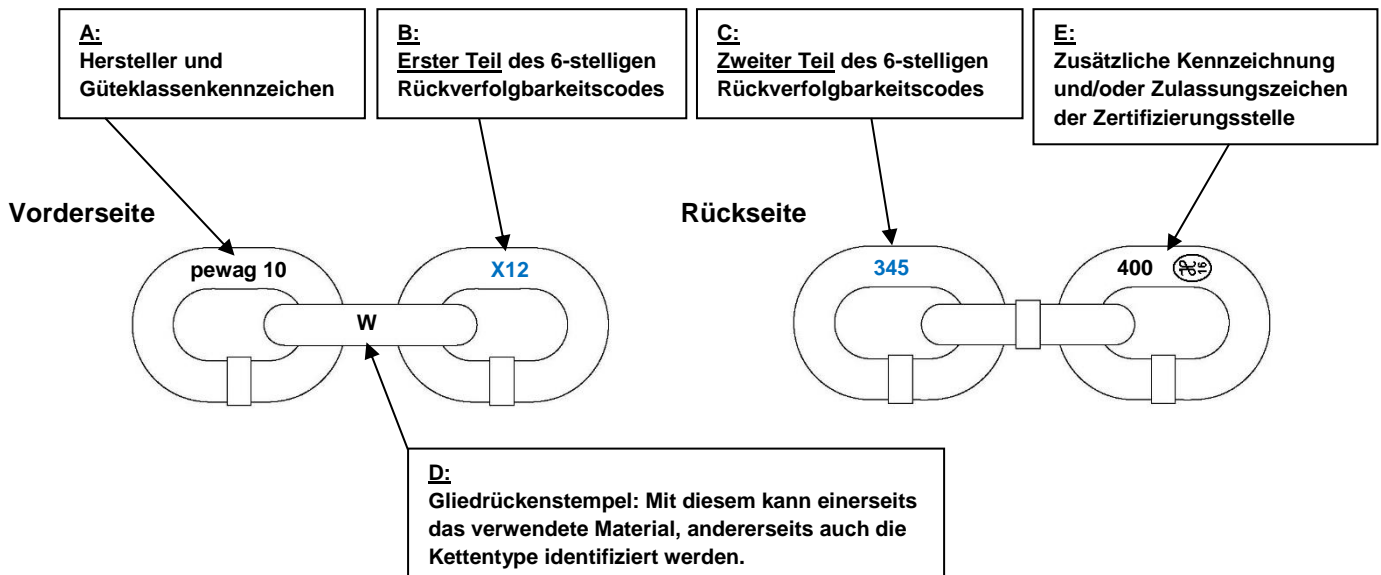 A:
Hersteller und
Güteklassenkennzeichen
B:
Erster Teil des 6-stelligen
Rückverfolgbarkeitscodes
C:
Zweiter Teil des 6-stelligen
Rückverfolgbarkeitscodes
E:
Zusätzliche Kennzeichnung
und/oder Zulassungszeichen
der Zertifizierungsstelle
Vorderseite
Rückseite
pewag 10
X12
W
345
400
16
D:
Gliedrückenstempel: Mit diesem kann einerseits
das verwendete Material, andererseits auch die
Kettentype identifiziert werden.